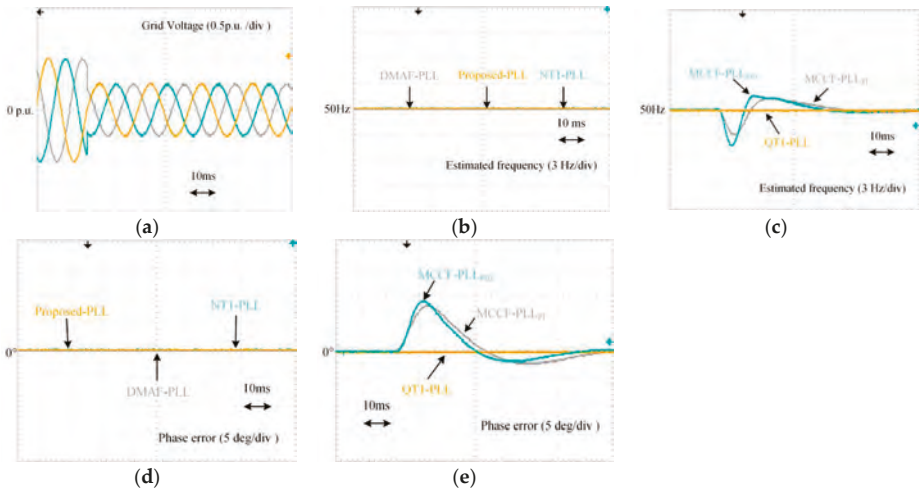 Grid Voltage (0.5p.u. /div)
0 p.u.
10ms
(a)
DMAF-PLL Proposed-PLL NT1-PLL
50Hz
10 ms
Estimated frequency (3 Hz/div)
(b)
MCCF-PLL
MCCF-PLL
50Hz
QT1-PLL
10ms
Estimated frequency (3 Hz/div)
(c)
Proposed-PLL NT1-PLL
0°
DMAF-PLL
10ms
Phase error (5 deg/div )
(d)
MCCF-PLL
MCCF-PLL
0°
QT1-PLL
10ms
Phase error (5 deg/div )
(e)